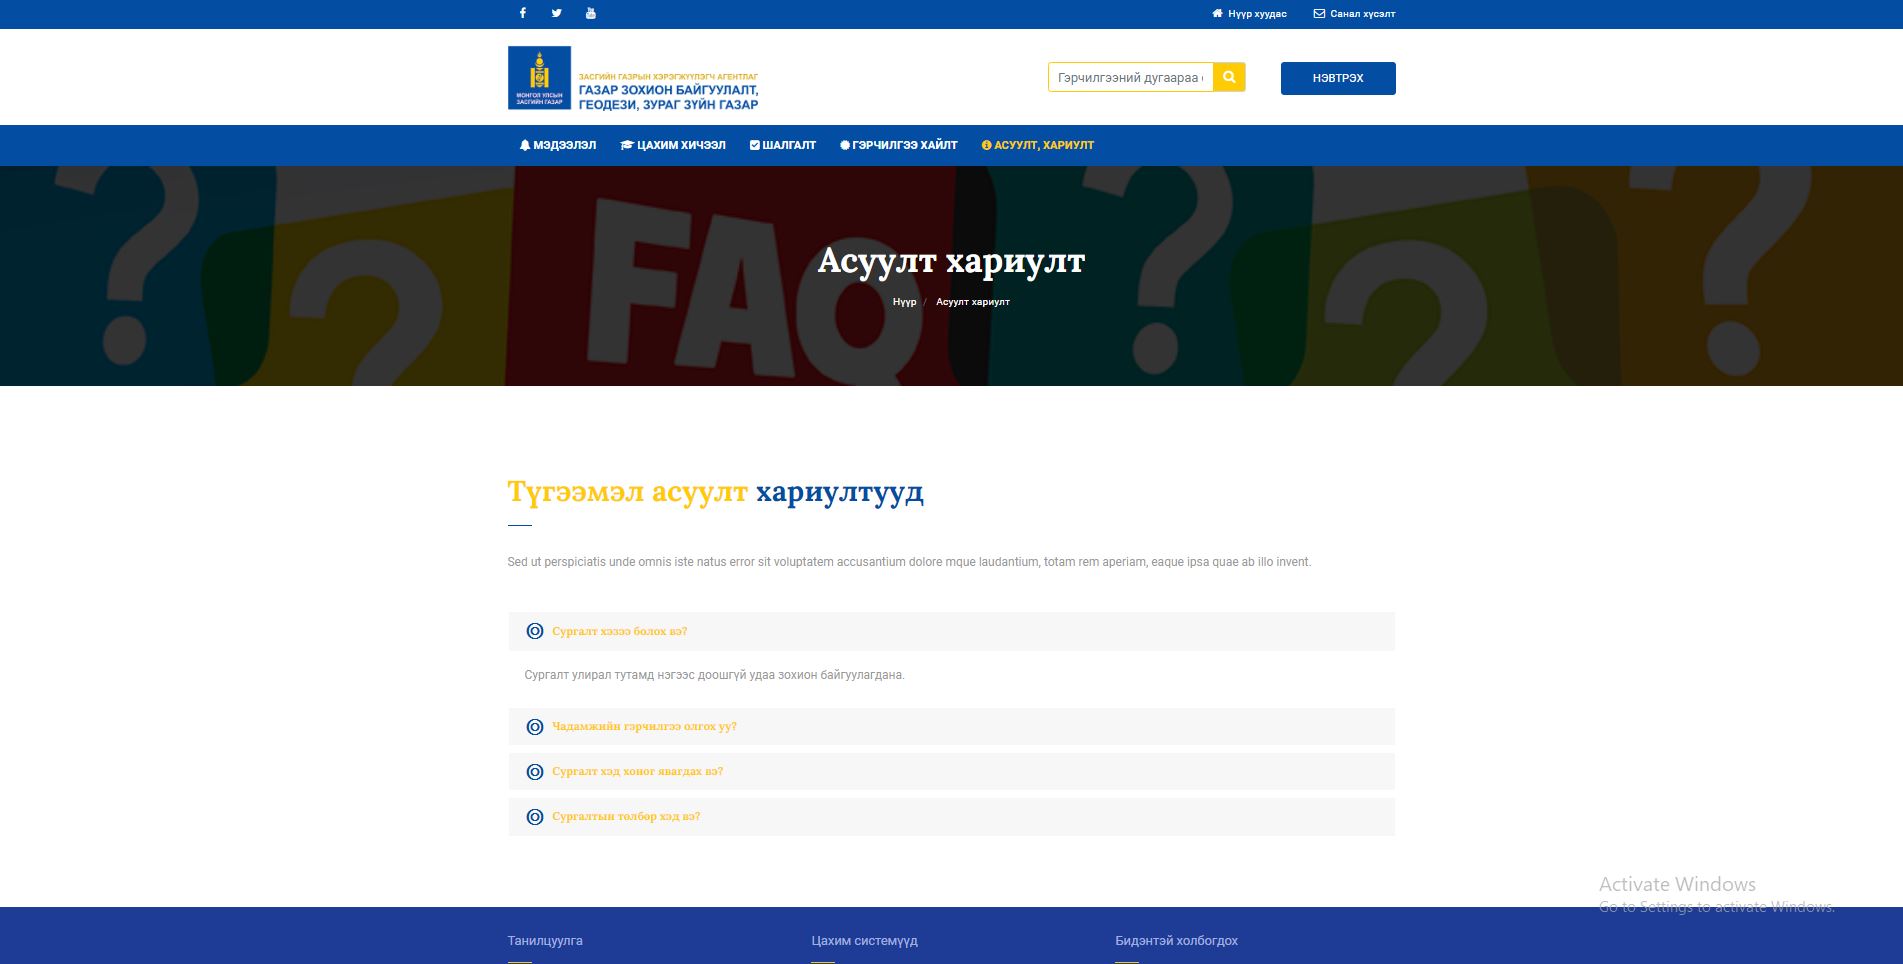 Нүүр хуудас
Санал хүсэлт
МОНГОЛ УЛСЫН
ЗАСГИЙН ГАЗАР
ЗАСГИЙН ГАЗРЫН ХЭРЭГЖҮҮЛЭГЧ АГЕНТЛАГ
ГАЗАР ЗОХИОН БАЙГУУЛАЛТ,
ГЕОДЕЗИ, ЗУРАГ ЗҮЙН ГАЗАР
Гэрчилгээний дугаараа
НЭВТРЭХ
МЭДЭЭЛЭЛ
ЦАХИМ ХИЧЭЭЛ
ШАЛГАЛТ
ГЭРЧИЛГЭЭ ХАЙЛТ
АСУУЛТ, ХАРИУЛТ
? ? FAQ ? ? ?
Асуулт хариулт
Нүүр / Асуулт хариулт
Түгээмэл асуулт хариултууд
Sed ut perspiciatis unde omnis iste natus error sit voluptatem accusantium dolore mque laudantium, totam rem aperiam, eaque ipsa quae ab illo invent.
Сургалт хэзээ болох вэ?
Сургалт улирал тутамд нэгээс доошгүй удаа зохион байгуулагдана.
Чадамжийн гэрчилгээ олгох уу?
Сургалт хэд хоног явагдах вэ?
Сургалтын төлбөр хэд вэ?
Activate Windows
Go to Settings to activate Windows.
Танилцуулга
Цахим системүүд
Бидэнтэй холбогдох